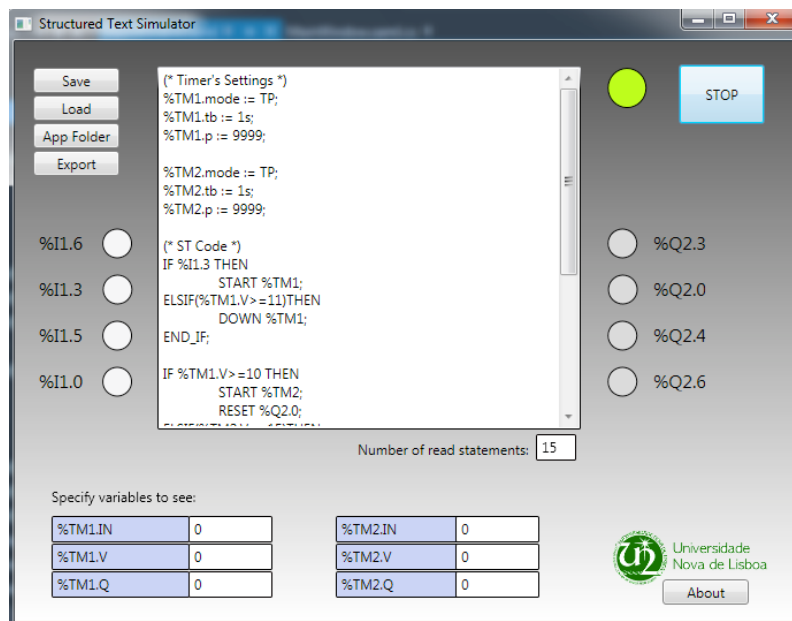 Structured Text Simulator
Save
Load
App Folder
Export
(* Timer's Settings *)
%TM1.mode := TP;
%TM1.tb := 1s;
%TM1.p := 9999;
%TM2.mode := TP;
%TM2.tb := 1s;
%TM2.p := 9999;
(* ST Code *)
IF %I1.3 THEN
START %TM1;
ELSIF(%TM1.V>=11)THEN
DOWN %TM1;
END_IF;
IF %TM1.V>=10 THEN
START %TM2;
RESET %Q2.0;
STOP
%I1.6
%I1.3
%I1.5
%I1.0
%Q2.3
%Q2.0
%Q2.4
%Q2.6
Number of read statements: 15
Specify variables to see:
%TM1.IN 0
%TM1.V 0
%TM1.Q 0
%TM2.IN 0
%TM2.V 0
%TM2.Q 0
Universidade
Nova de Lisboa
About